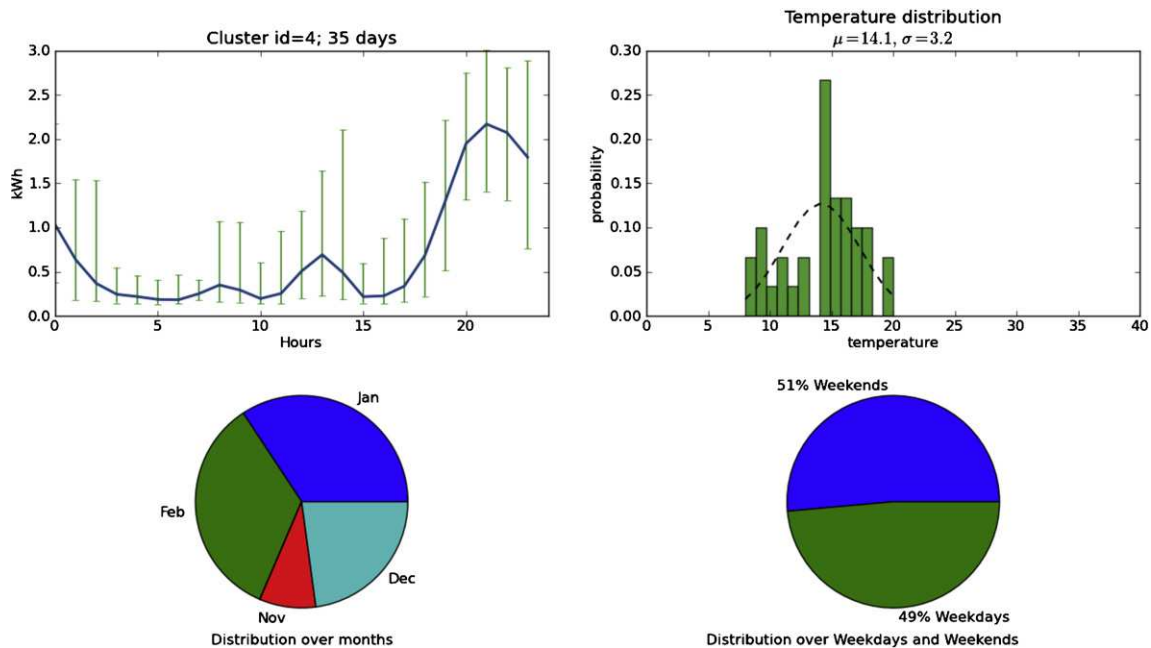 Cluster id=4; 35 days
3.0
2.5
2.0
1.5
1.0
0.5
0.0
kWh
0 5 10 15 20
Hours
Temperature distribution
μ=14.1, σ=3.2
0.30
0.25
0.20
0.15
0.10
0.05
0.00
probability
0 5 10 15 20 25 30 35 40
temperature
Jan
Feb
Nov
Dec
Distribution over months
51% Weekends
49% Weekdays
Distribution over Weekdays and Weekends